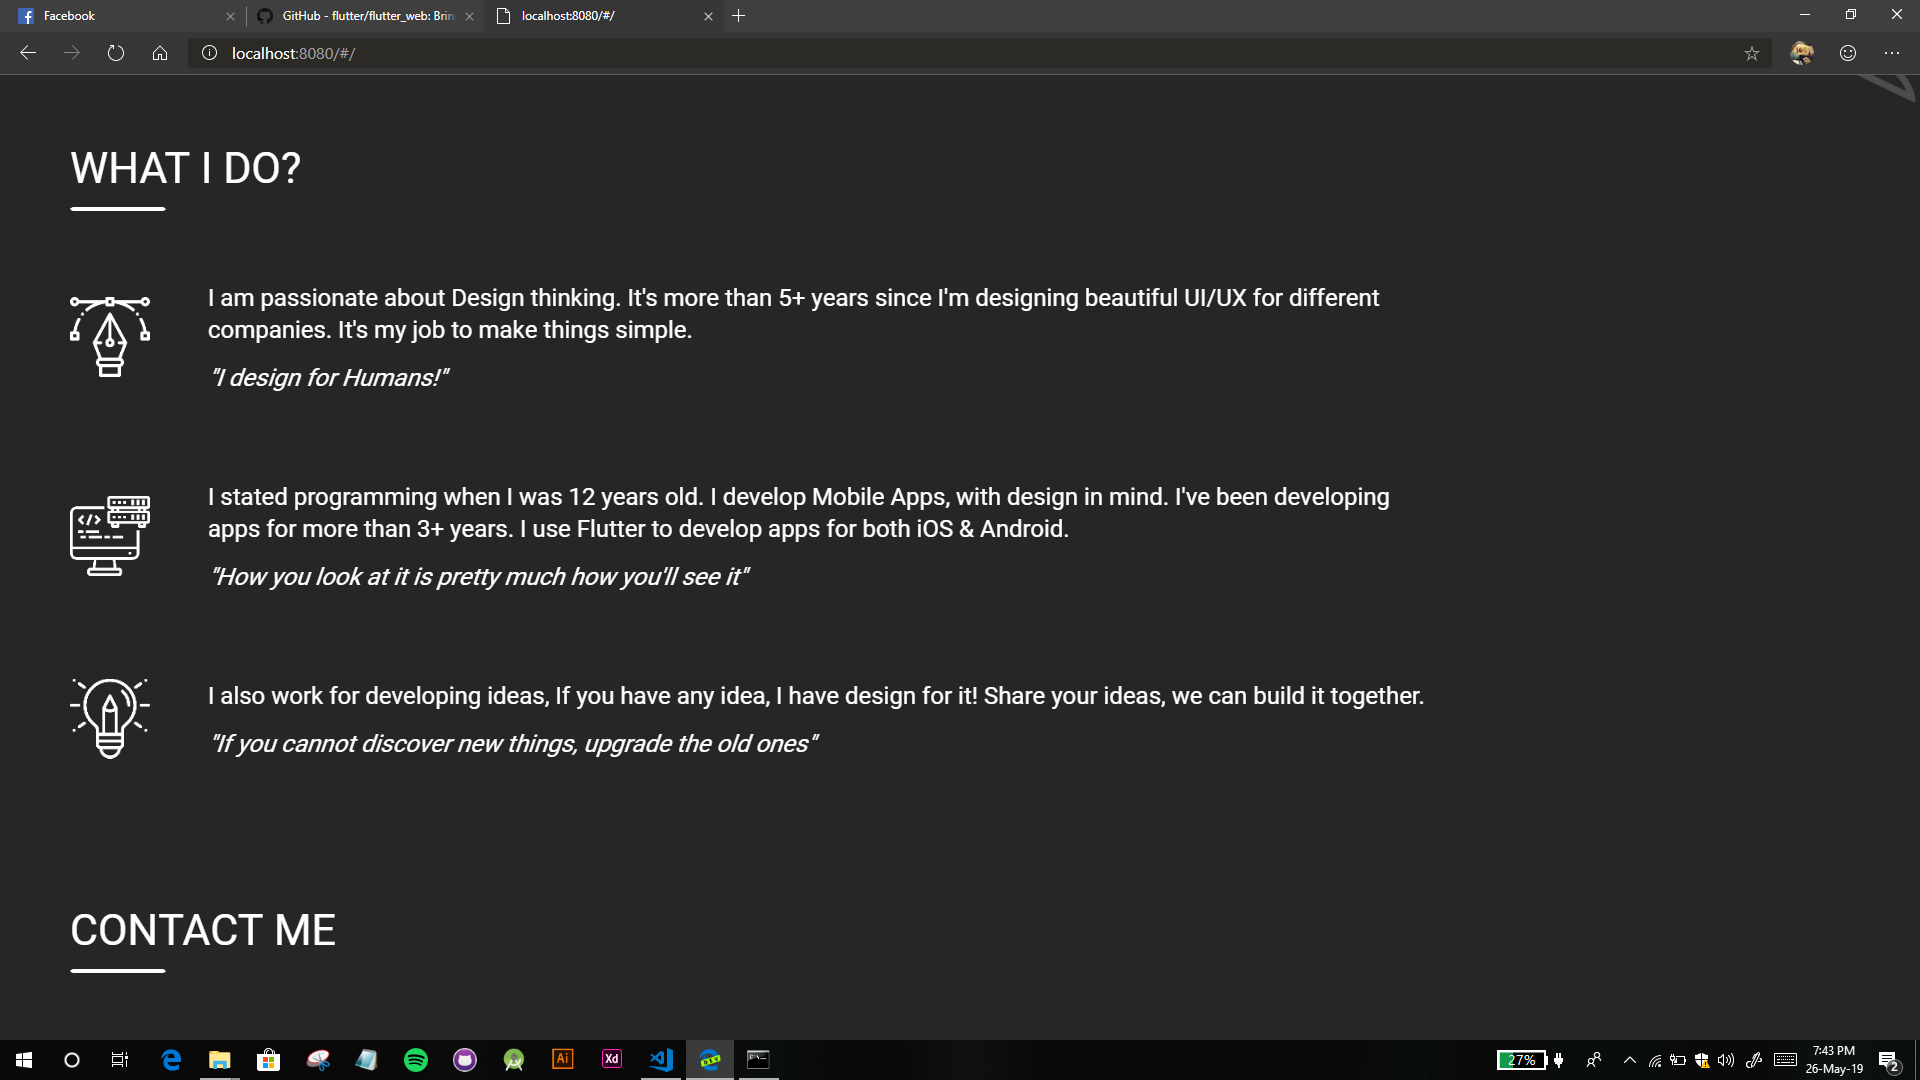 Facebook
GitHub - flutter/flutter_web: Brin
localhost:8080/#/
localhost:8080/#/
WHAT I DO?
I am passionate about Design thinking. It's more than 5+ years since I'm designing beautiful UI/UX for different
companies. It's my job to make things simple.
"I design for Humans!"
I stated programming when I was 12 years old. I develop Mobile Apps, with design in mind. I've been developing
apps for more than 3+ years. I use Flutter to develop apps for both iOS & Android.
"How you look at it is pretty much how you'll see it"
I also work for developing ideas, If you have any idea, I have design for it! Share your ideas, we can build it together.
"If you cannot discover new things, upgrade the old ones"
CONTACT ME
Ai
Xd
DEV
27%
7:43 PM
26-May-19
2